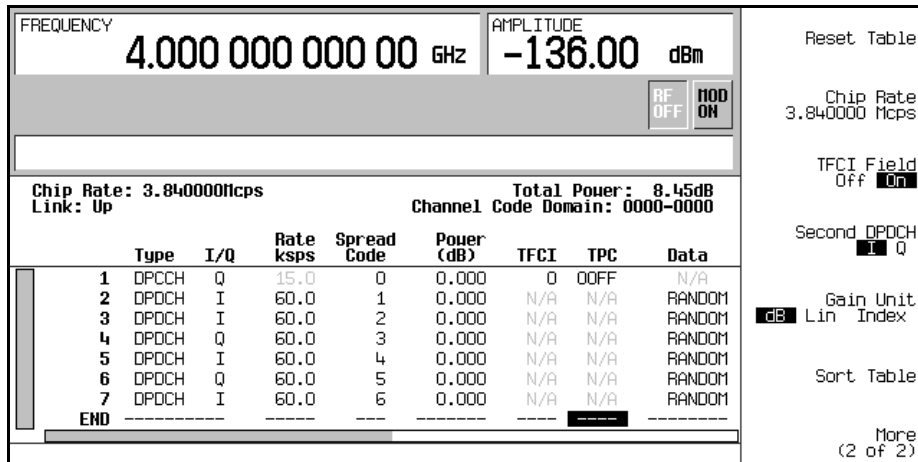 FREQUENCY
4.000 000 000 00 GHz
AMPLITUDE
-136.00 dBm
RF OFF
MOD ON
Chip Rate: 3.840000Mcps
Total Power: 8.45dB
Link: Up
Channel Code Domain: 0000-0000
Type I/Q Rate ksps Spread Code Power (dB) TFCI TPC Data
1 DPCCH Q 15.0 0 0.000 0 00FF N/A
2 DPDCH I 60.0 1 0.000 N/A N/A RANDOM
3 DPDCH I 60.0 2 0.000 N/A N/A RANDOM
4 DPDCH Q 60.0 3 0.000 N/A N/A RANDOM
5 DPDCH I 60.0 4 0.000 N/A N/A RANDOM
6 DPDCH Q 60.0 5 0.000 N/A N/A RANDOM
7 DPDCH I 60.0 6 0.000 N/A N/A RANDOM
END ---------- ----- --- ------- ---- ---- --------
Reset Table
Chip Rate
3.840000 Mcps
TFCI Field
Off On
Second DPDCH
I Q
Gain Unit
dB Lin Index
Sort Table
More
(2 of 2)